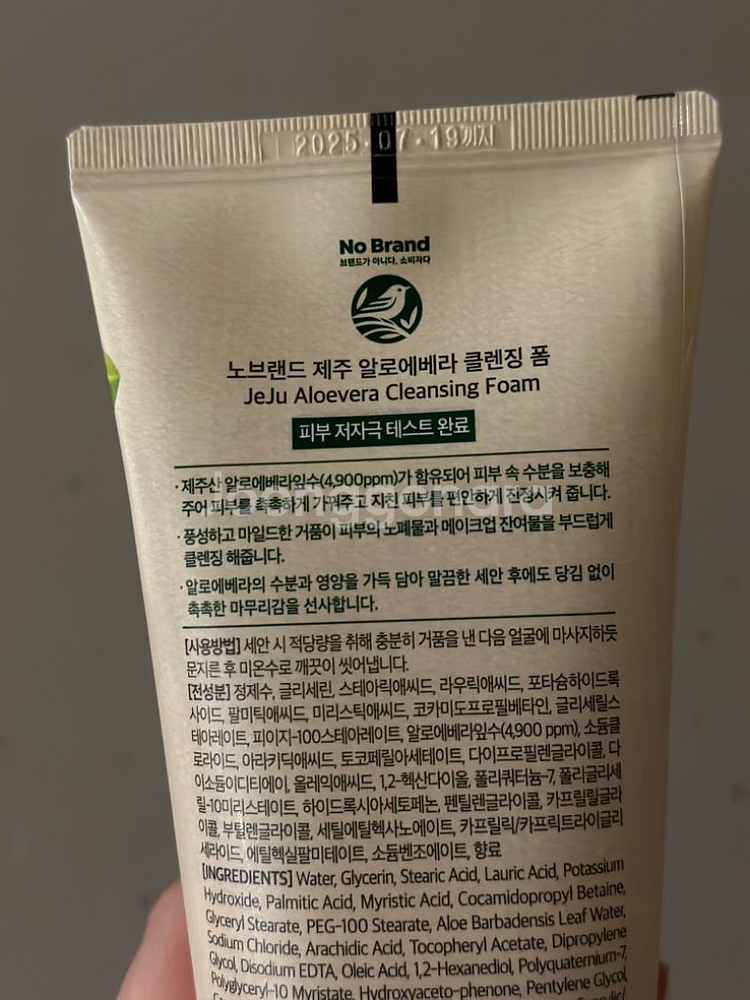 2025.07.19까지
No Brand
브랜드가 아니다. 소비자다
노브랜드 제주 알로에베라 클렌징 폼
JeJu Aloevera Cleansing Foam
피부 저자극 테스트 완료
· 제주산 알로에베라잎수(4,900ppm)가 함유되어 피부 속 수분을 보충해
주어 피부를 촉촉하게 가꿔주고 지친 피부를 편안하게 진정시켜 줍니다.
· 풍성하고 마일드한 거품이 피부의 노폐물과 메이크업 잔여물을 부드럽게
클렌징 해줍니다.
· 알로에베라의 수분과 영양을 가득 담아 말끔한 세안 후에도 당김 없이
촉촉한 마무리감을 선사합니다.
[사용방법] 세안 시 적당량을 취해 충분히 거품을 낸 다음 얼굴에 마사지하듯
문지른 후 미온수로 깨끗이 씻어냅니다.
[전성분] 정제수, 글리세린, 스테아릭애씨드, 라우릭애씨드, 포타슘하이드록
사이드, 팔미틱애씨드, 미리스틱애씨드, 코카미도프로필베타인, 글리세릴스
테아레이트, 피이지-100스테아레이트, 알로에베라잎수(4,900 ppm), 소듐클
로라이드, 아라키딕애씨드, 토코페릴아세테이트, 다이프로필렌글라이콜, 다
이소듐이디티에이, 올레익애씨드, 1,2-헥산다이올, 폴리쿼터늄-7, 폴리글리세
릴-10미리스테이트, 하이드록시아세토페논, 펜틸렌글라이콜, 카프릴릴글라
이콜, 부틸렌글라이콜, 세틸에틸헥사노에이트, 카프릴릭/카프릭트라이글리
세라이드, 에틸헥실팔미테이트, 소듐벤조에이트, 향료
[INGREDIENTS] Water, Glycerin, Stearic Acid, Lauric Acid, Potassium
Hydroxide, Palmitic Acid, Myristic Acid, Cocamidopropyl Betaine,
Glyceryl Stearate, PEG-100 Stearate, Aloe Barbadensis Leaf Water,
Sodium Chloride, Arachidic Acid, Tocopheryl Acetate, Dipropylene
Glycol, Disodium EDTA, Oleic Acid, 1,2-Hexanediol, Polyquaternium-7,
Polyglyceryl-10 Myristate, Hydroxyaceto-phenone, Pentylene Glycol,